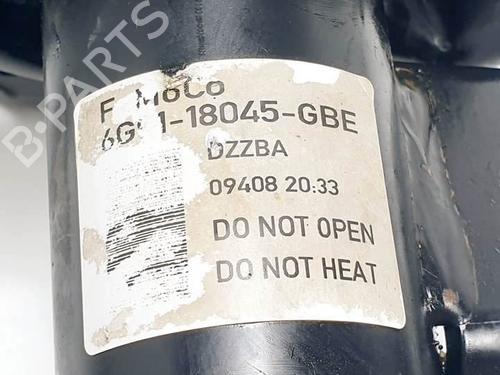 B-PARTS
F MoCo
6G 1-18045-GBE
DZZBA
09408 20:33
DO NOT OPEN
DO NOT HEAT